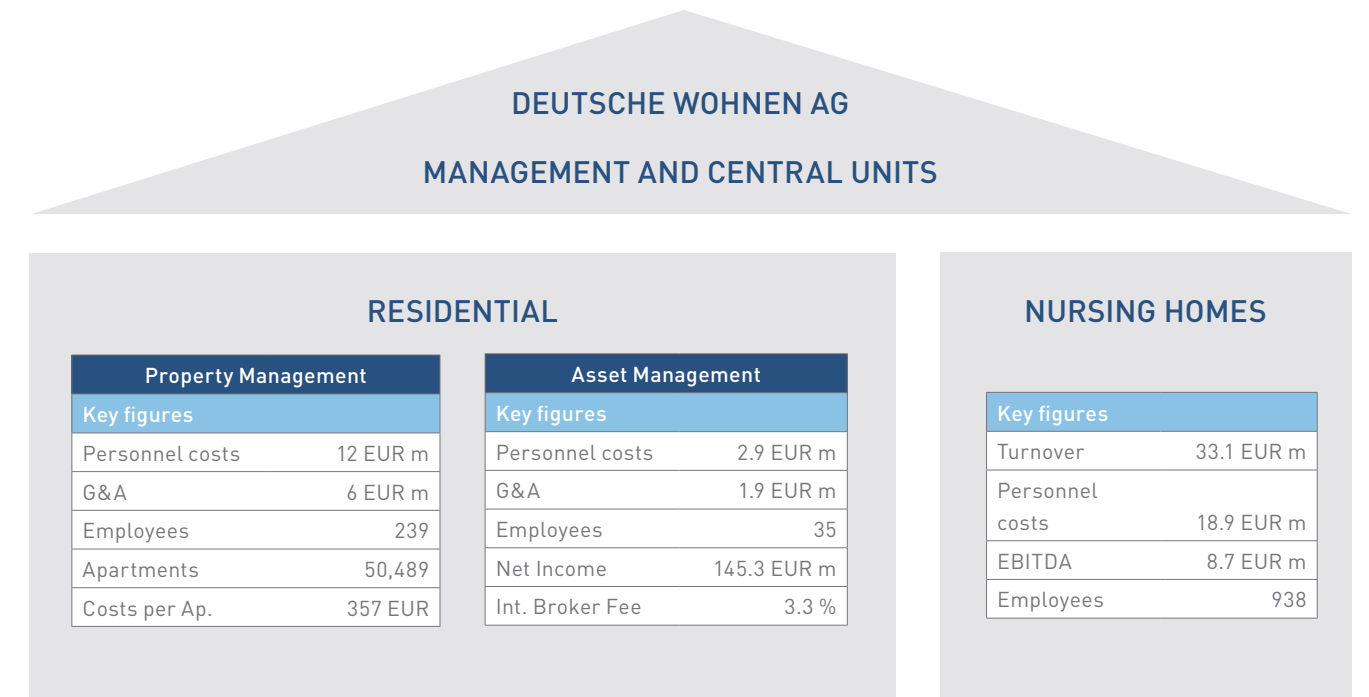 DEUTSCHE WOHNEN AG
MANAGEMENT AND CENTRAL UNITS
RESIDENTIAL
Property Management
Key figures
Personnel costs 12 EUR m
G&A 6 EUR m
Employees 239
Apartments 50,489
Costs per Ap. 357 EUR
Asset Management
Key figures
Personnel costs 2.9 EUR m
G&A 1.9 EUR m
Employees 35
Net Income 145.3 EUR m
Int. Broker Fee 3.3 %
NURSING HOMES
Key figures
Turnover 33.1 EUR m
Personnel
costs 18.9 EUR m
EBITDA 8.7 EUR m
Employees 938